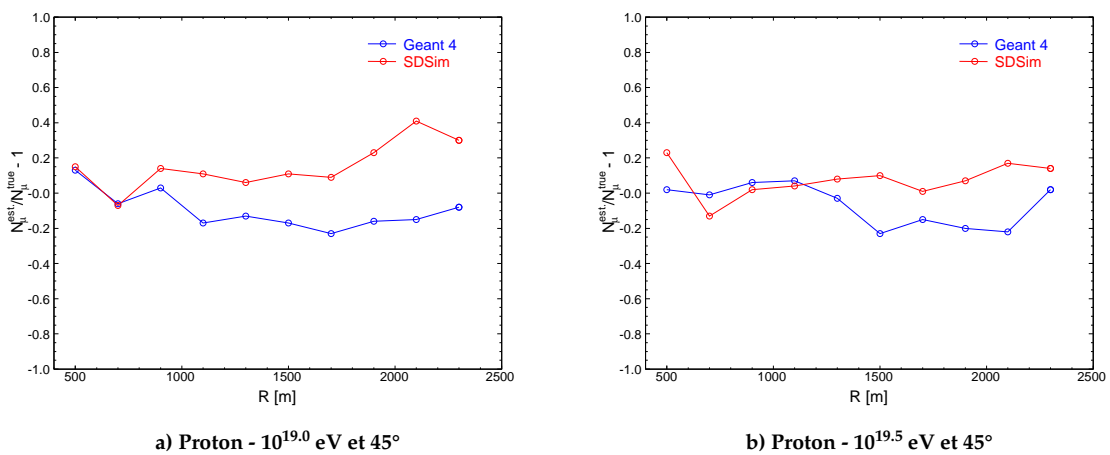 1.0
0.8
0.6
0.4
0.2
-0.0
-0.2
-0.4
-0.6
-0.8
-1.0
N_μ^est./N_μ^true - 1
Geant 4
SDSim
500 1000 1500 2000 2500
R [m]
a) Proton - 10^19.0 eV et 45°
1.0
0.8
0.6
0.4
0.2
-0.0
-0.2
-0.4
-0.6
-0.8
-1.0
N_μ^est./N_μ^true - 1
Geant 4
SDSim
500 1000 1500 2000 2500
R [m]
b) Proton - 10^19.5 eV et 45°